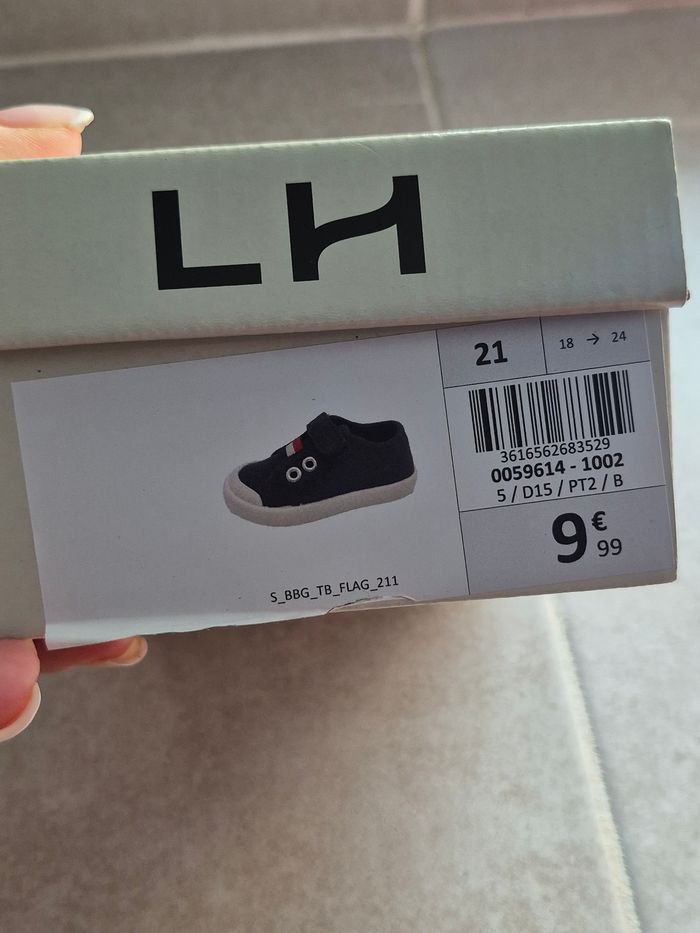 LH
21
18 → 24
3616562683529
0059614 - 1002
5 / D15 / PT2 / B
9 € 99
S_BBG_TB_FLAG_211